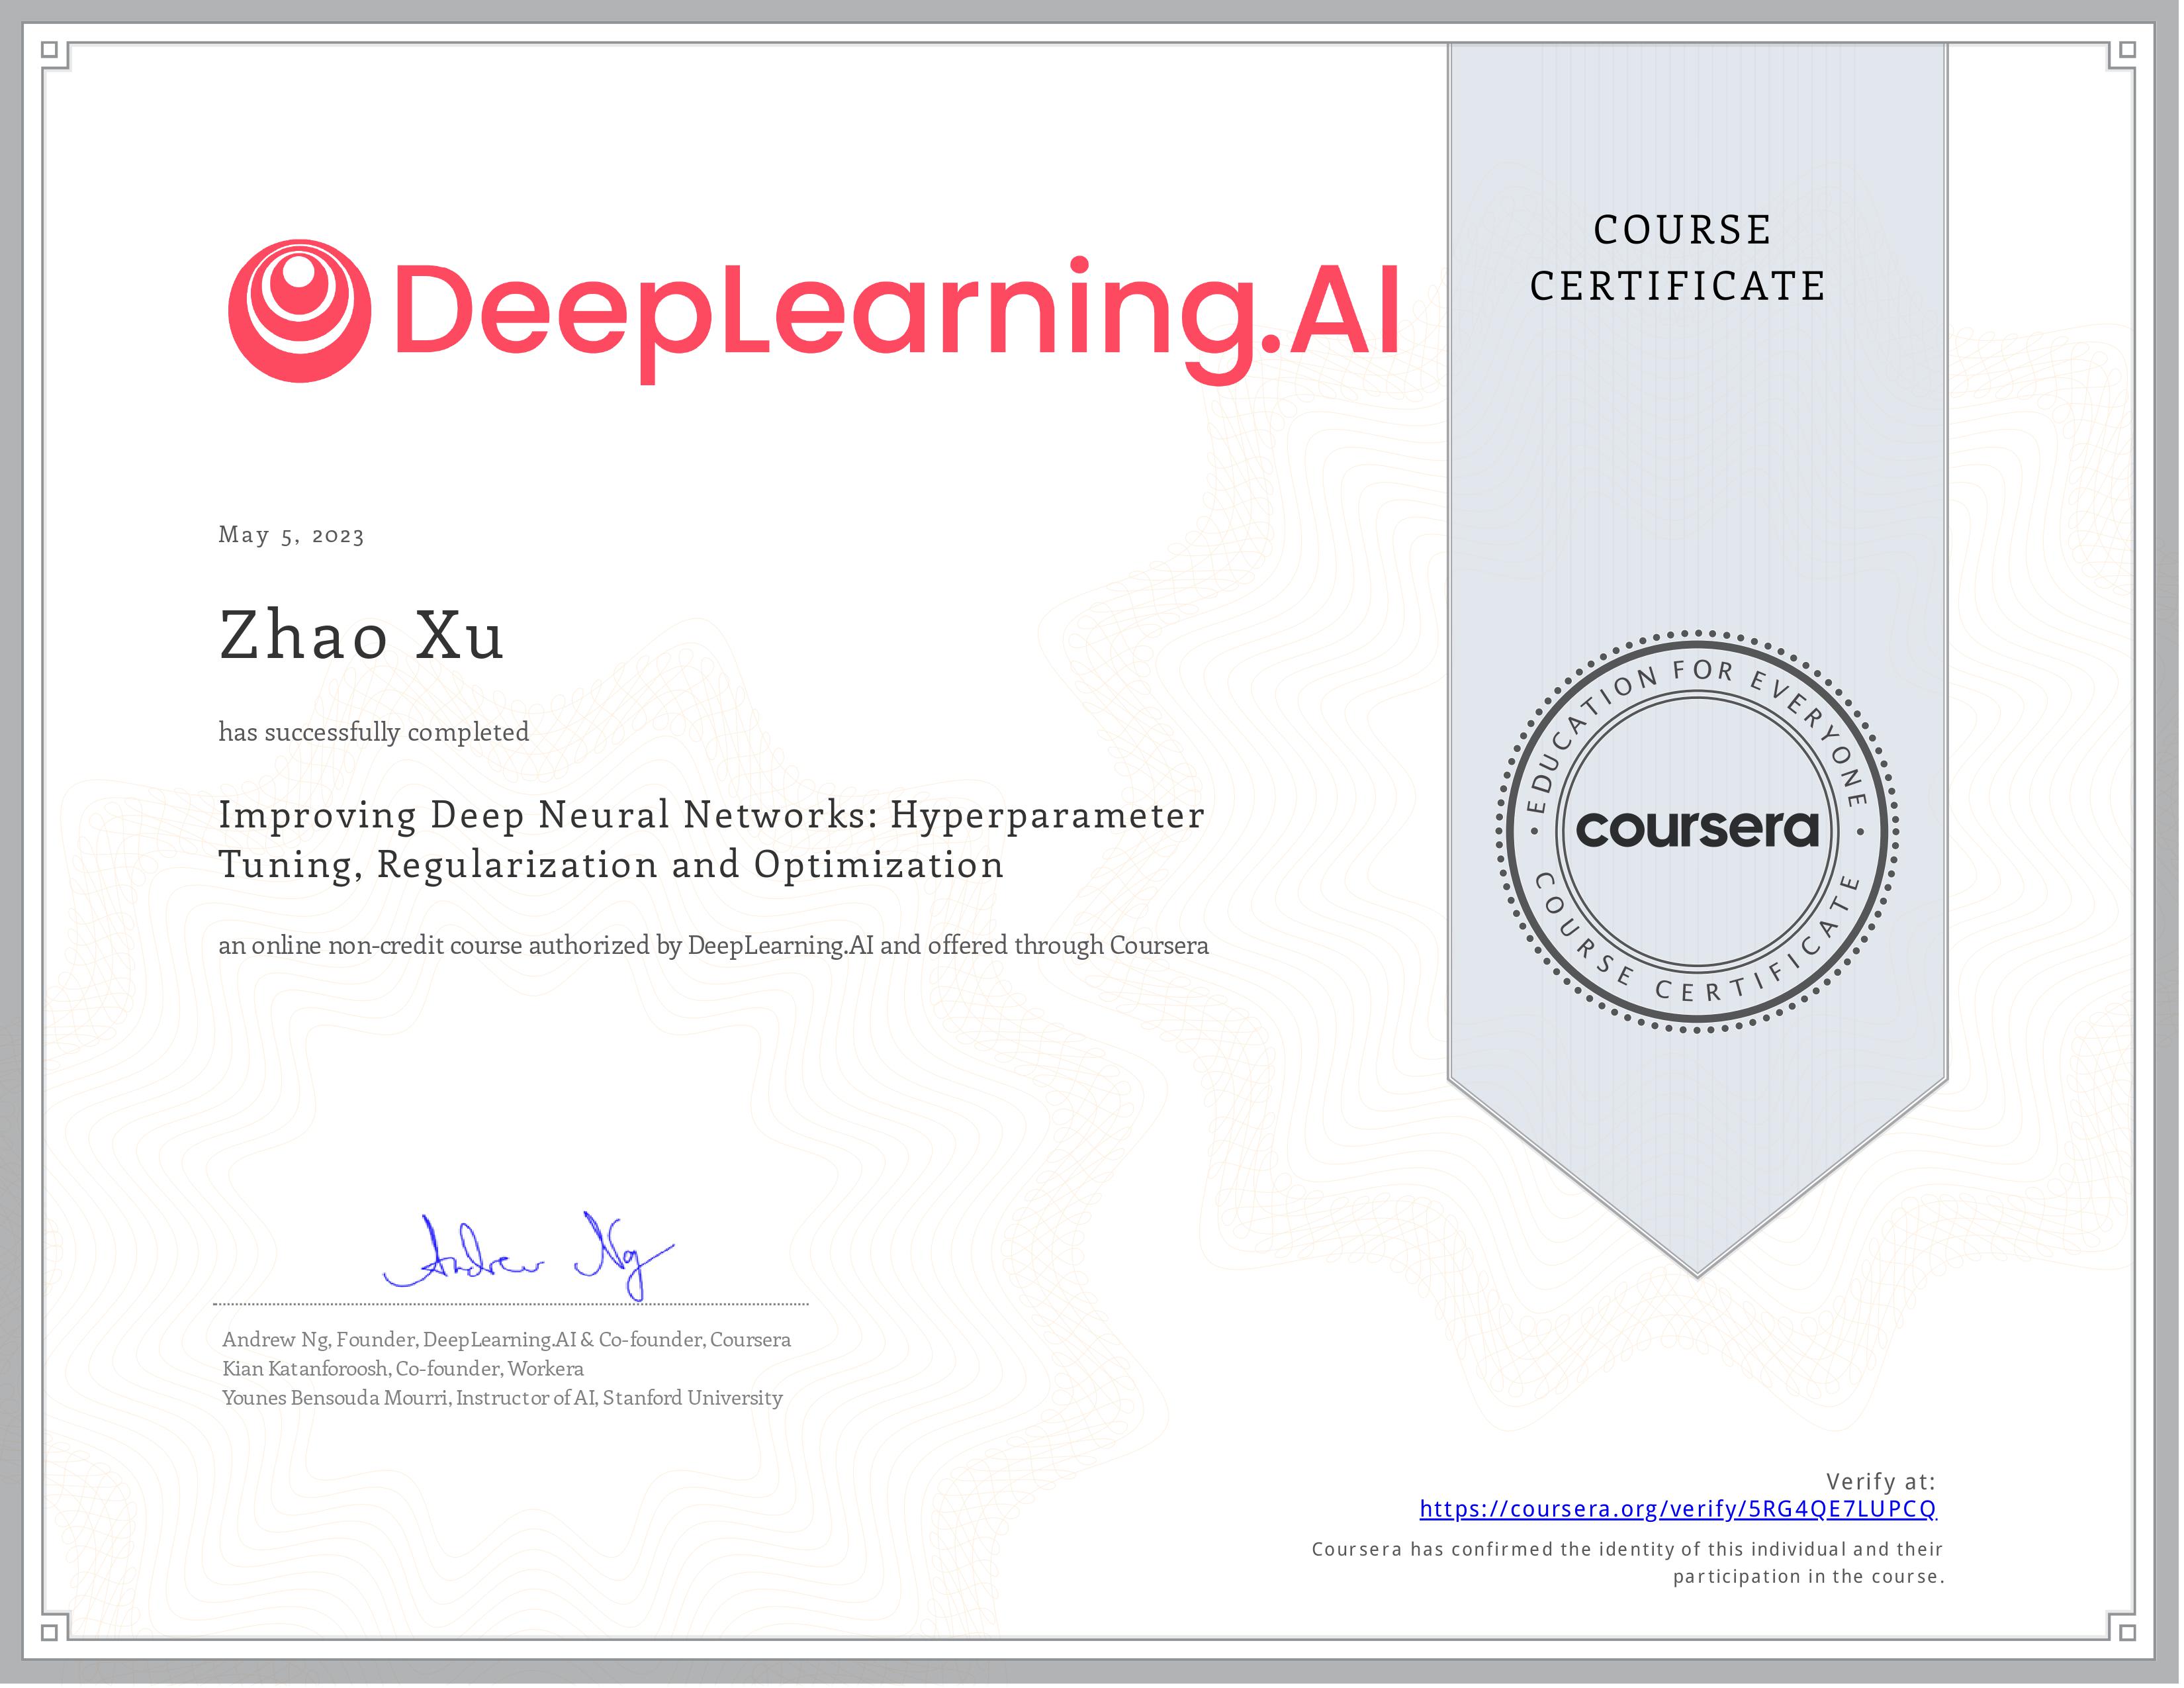 DeepLearning.AI
COURSE
CERTIFICATE
May 5, 2023
Zhao Xu
has successfully completed
Improving Deep Neural Networks: Hyperparameter
Tuning, Regularization and Optimization
an online non-credit course authorized by DeepLearning.AI and offered through Coursera
EDUCATION FOR EVERYONE
coursera
COURSE CERTIFICATE
Andrew Ng
Andrew Ng, Founder, DeepLearning.AI & Co-founder, Coursera
Kian Katanforoosh, Co-founder, Workera
Younes Bensouda Mourri, Instructor of AI, Stanford University
Verify at:
https://coursera.org/verify/5RG4QE7LUPCQ
Coursera has confirmed the identity of this individual and their
participation in the course.